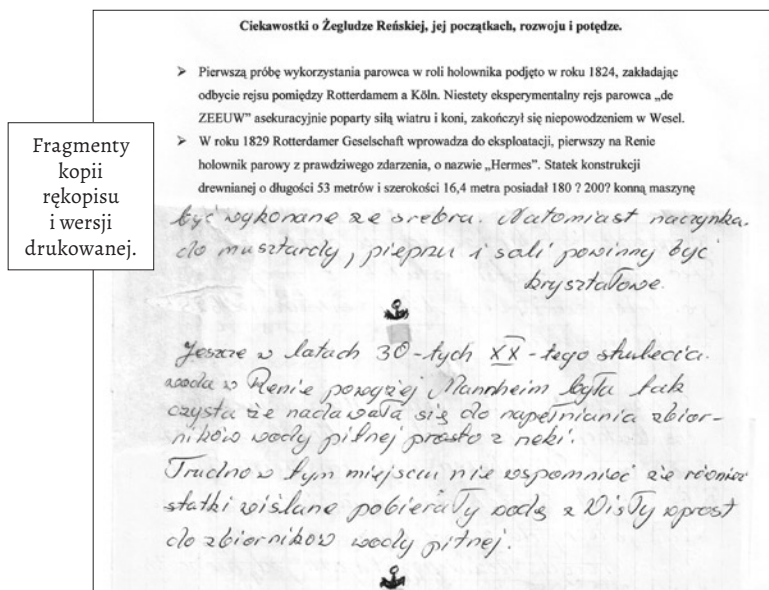 Ciekawostki o Żegludze Reńskiej, jej początkach, rozwoju i potędze.
➢ Pierwszą próbę wykorzystania parowca w roli holownika podjęto w roku 1824, zakładając
odbycie rejsu pomiędzy Rotterdamem a Köln. Niestety eksperymentalny rejs parowca „de
ZEEUW” asekuracyjnie poparty siłą wiatru i koni, zakończył się niepowodzeniem w Wesel.
➢ W roku 1829 Rotterdamer Geselschaft wprowadza do eksploatacji, pierwszy na Renie
holownik parowy z prawdziwego zdarzenia, o nazwie „Hermes”. Statek konstrukcji
drewnianej o długości 53 metrów i szerokości 16,4 metra posiadał 180 ? 200? konną maszynę
Fragmenty
kopii
rękopisu
i wersji
drukowanej.
być wykonane ze srebra. Natomiast naczynka
do musztardy, pieprzu i soli powinny być
kryształowe.
Jeszcze w latach 30-tych XX-tego stulecia
woda w Renie powyżej Mannheim była tak
czysta że nadawała się do napełniania zbior-
ników wody pitnej prosto z rzeki.
Trudno w tym miejscu nie wspomnieć że również
statki wiślane pobierały wodę z Wisły wprost
do zbiorników wody pitnej.